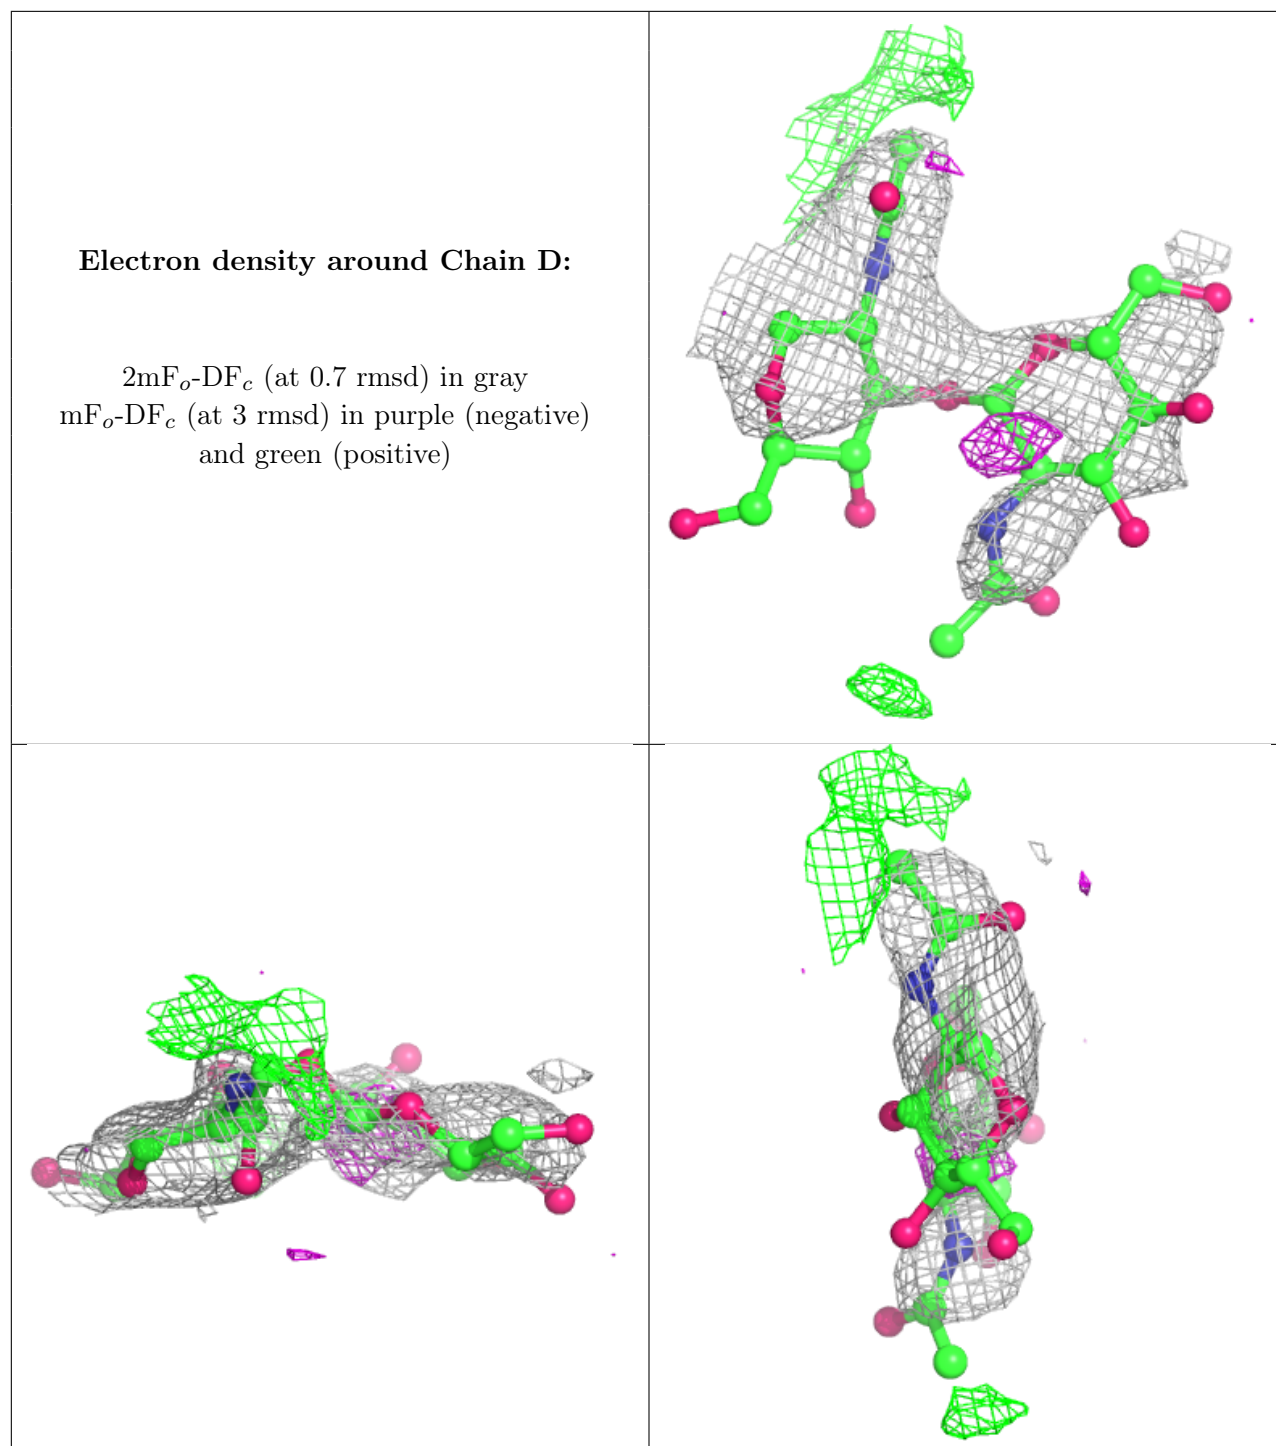 Electron density around Chain D:
2mFₒ-DF𝒸 (at 0.7 rmsd) in gray
mFₒ-DF𝒸 (at 3 rmsd) in purple (negative)
and green (positive)